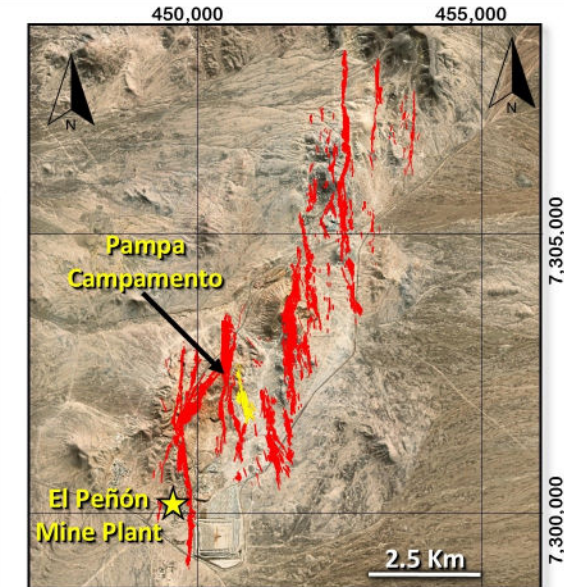 450,000
455,000
N
N
7,305,000
Pampa
Campamento
El Peñón
Mine Plant
7,300,000
2.5 Km